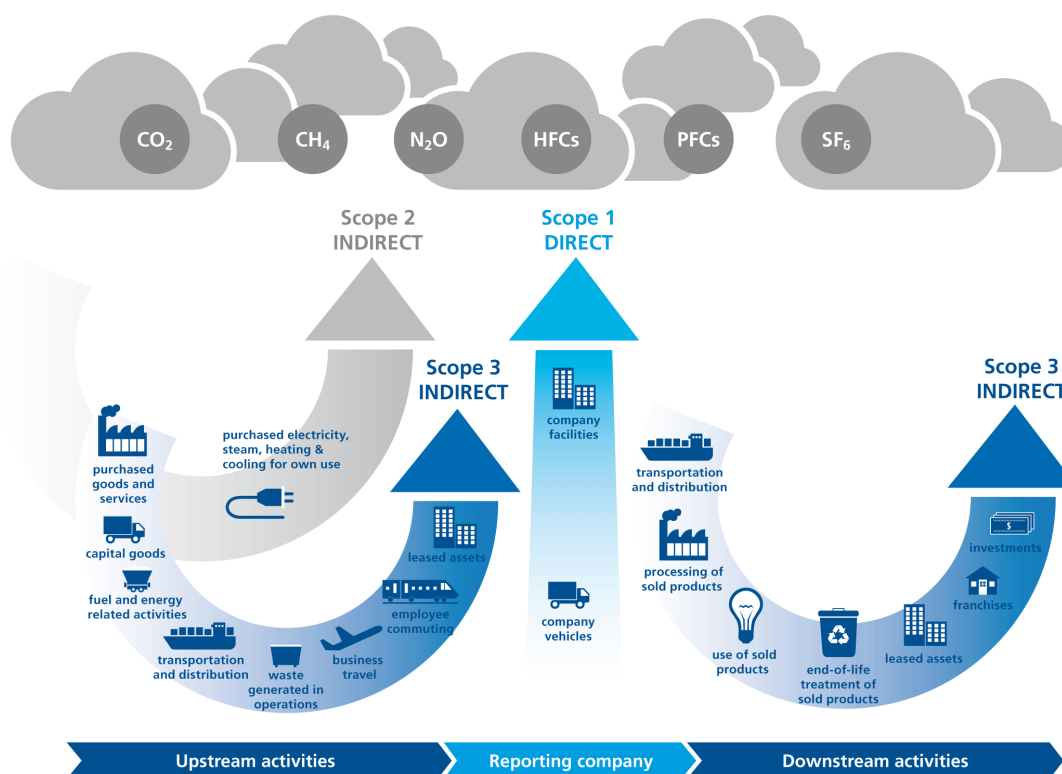 CO₂
CH₄
N₂O
HFCs
PFCs
SF₆
Scope 2
INDIRECT
Scope 1
DIRECT
Scope 3
INDIRECT
Scope 3
INDIRECT
purchased electricity,
steam, heating &
cooling for own use
purchased
goods and
services
capital goods
fuel and energy
related activities
transportation
and distribution
waste
generated in
operations
business
travel
employee
commuting
leased assets
company
facilities
company
vehicles
transportation
and distribution
processing of
sold products
use of sold
products
end-of-life
treatment of
sold products
leased assets
franchises
$
investments
Upstream activities
Reporting company
Downstream activities